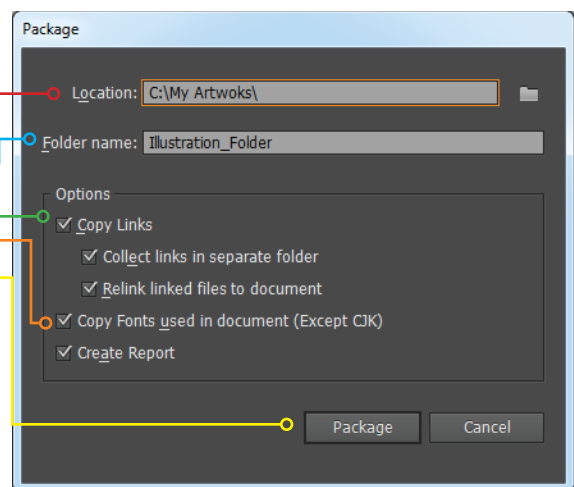 Package
Location: C:\My Artwoks\
Folder name: Illustration_Folder
Options
Copy Links
Collect links in separate folder
Relink linked files to document
Copy Fonts used in document (Except CJK)
Create Report
Package Cancel